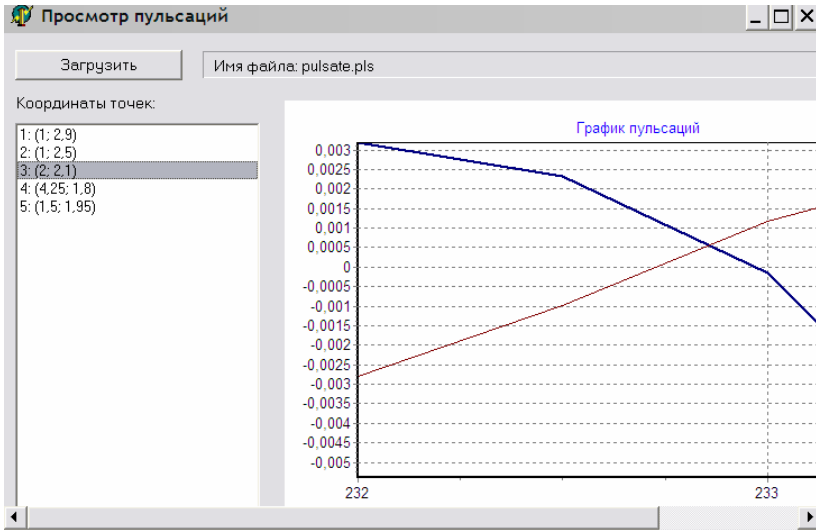 Просмотр пульсаций
Загрузить
Имя файла: pulsate.pls
Координаты точек:
1: (1; 2,9)
2: (1; 2,5)
3: (2; 2,1)
4: (4,25; 1,8)
5: (1,5; 1,95)
График пульсаций
0,003
0,0025
0,002
0,0015
0,001
0,0005
0
-0,0005
-0,001
-0,0015
-0,002
-0,0025
-0,003
-0,0035
-0,004
-0,0045
-0,005
232
233